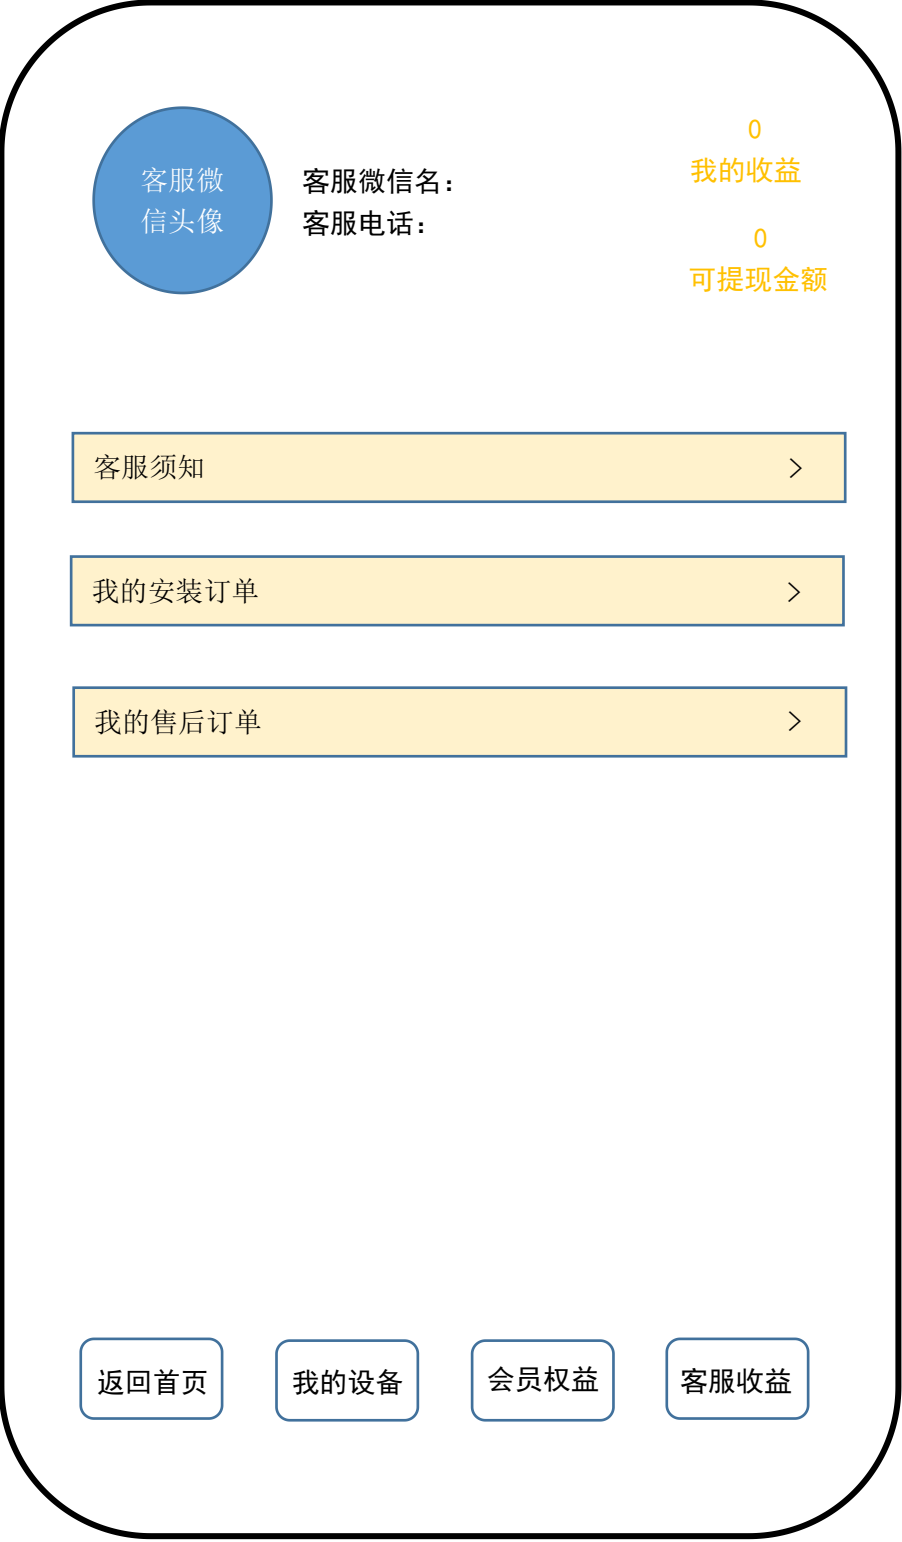 客服微
信头像
客服微信名：
客服电话：
0
我的收益
0
可提现金额
客服须知
我的安装订单
我的售后订单
返回首页
我的设备
会员权益
客服收益